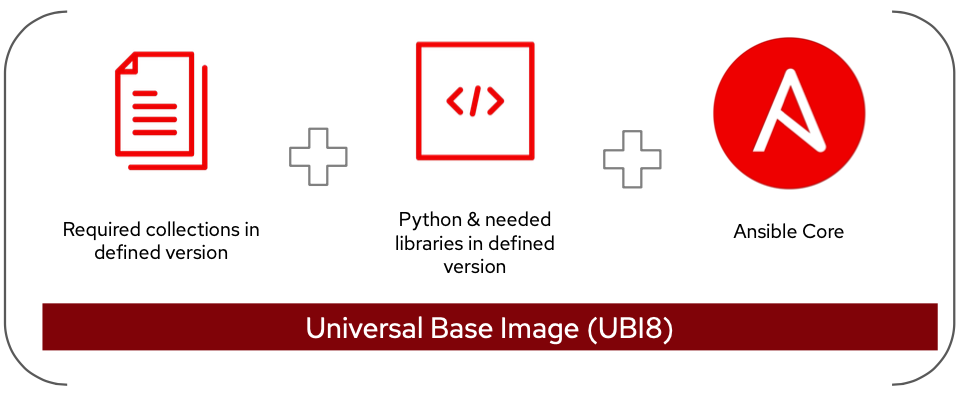 </>
Required collections in
defined version
Python & needed
libraries in defined
version
Ansible Core
Universal Base Image (UBI8)